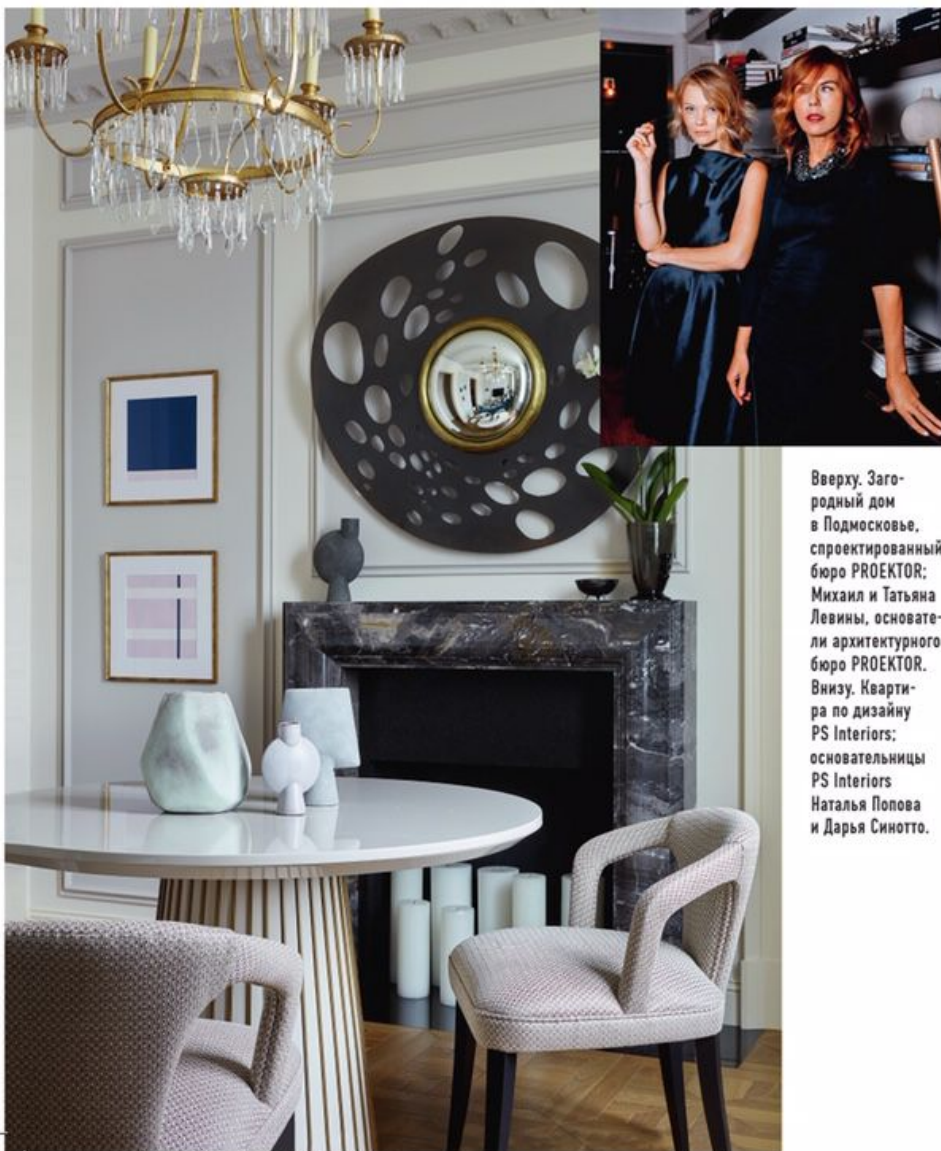 Вверху. Заго-
родный дом
в Подмосковье,
спроектированный
бюро PROEKTOR;
Михаил и Татьяна
Левины, основате-
ли архитектурного
бюро PROEKTOR.
Внизу. Кварти-
ра по дизайну
PS Interiors;
основательницы
PS Interiors
Наталья Попова
и Дарья Синотто.